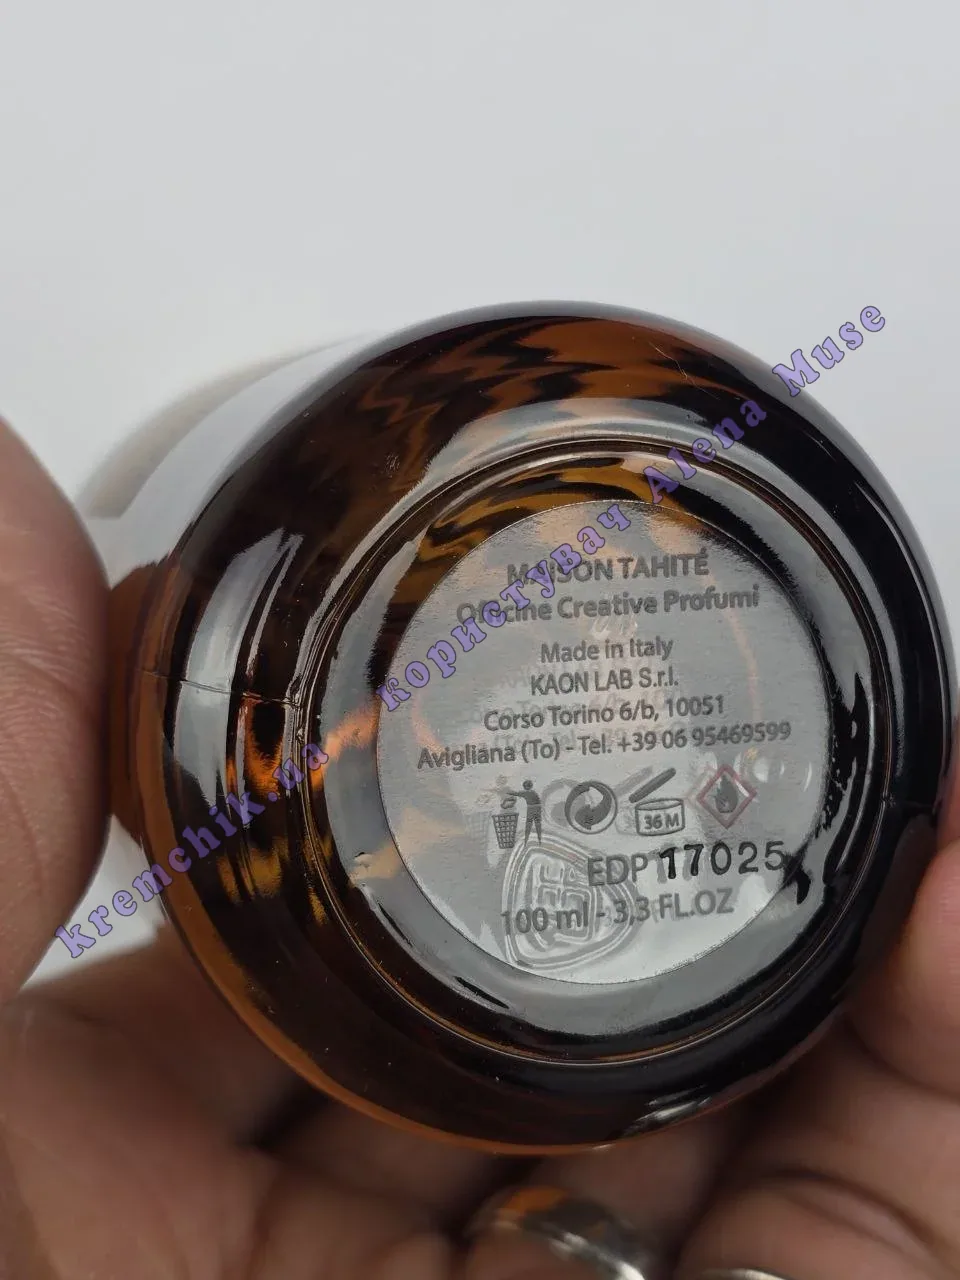 MAISON TAHITÉ
Officine Creative Profumi
Made in Italy
KAON LAB S.r.l.
Corso Torino 6/b, 10051
Avigliana (To) - Tel. +39 06 95469599
36 M
EDP 17025
100 ml - 3,3 FL.OZ
kremchik.ua користувач Alena Muse